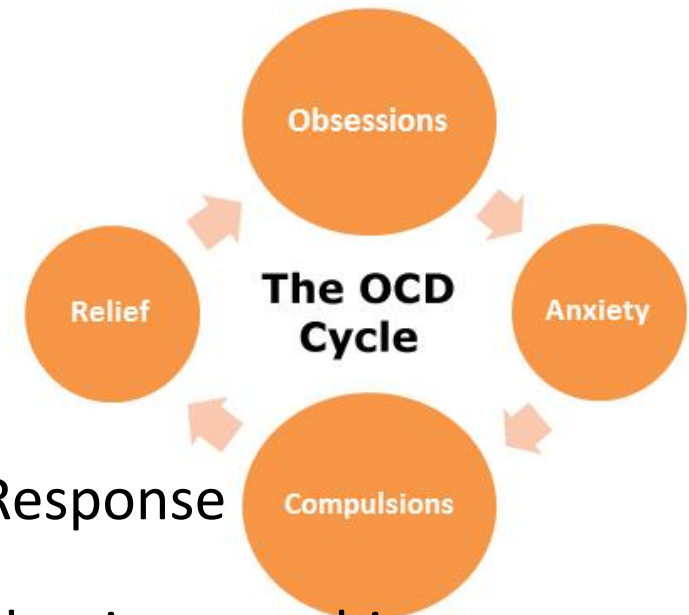 Obsessions
The OCD
Cycle
Relief
Anxiety
Response
Compulsions